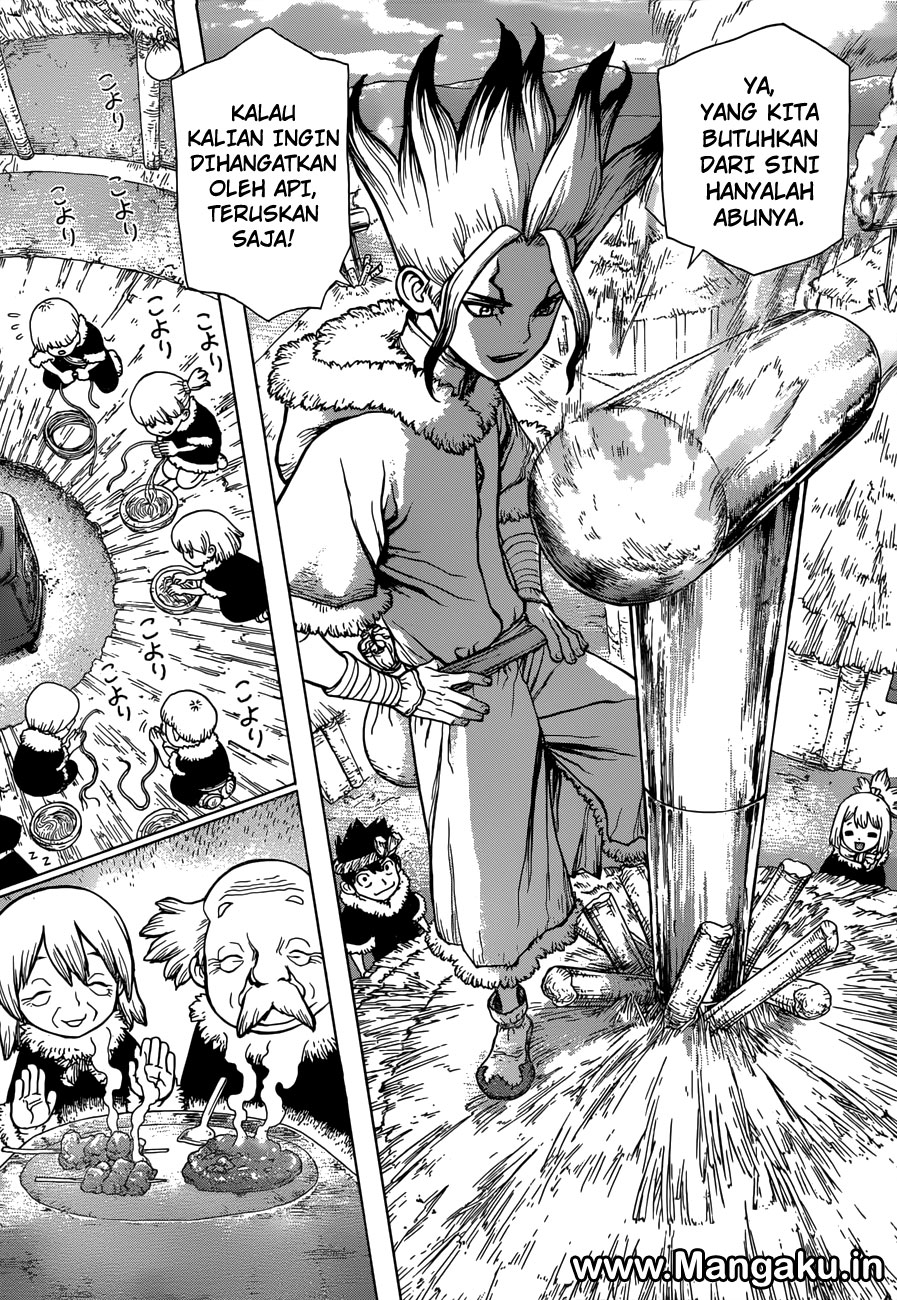 YA,
YANG KITA
BUTUHKAN
DARI SINI
HANYALAH
ABUNYA.
KALAU
KALIAN INGIN
DIHANGATKAN
OLEH API,
TERUSKAN
SAJA!
こより
こより
こより
こより
こより
こより
こより
こより
zz
www.Mangaku.in